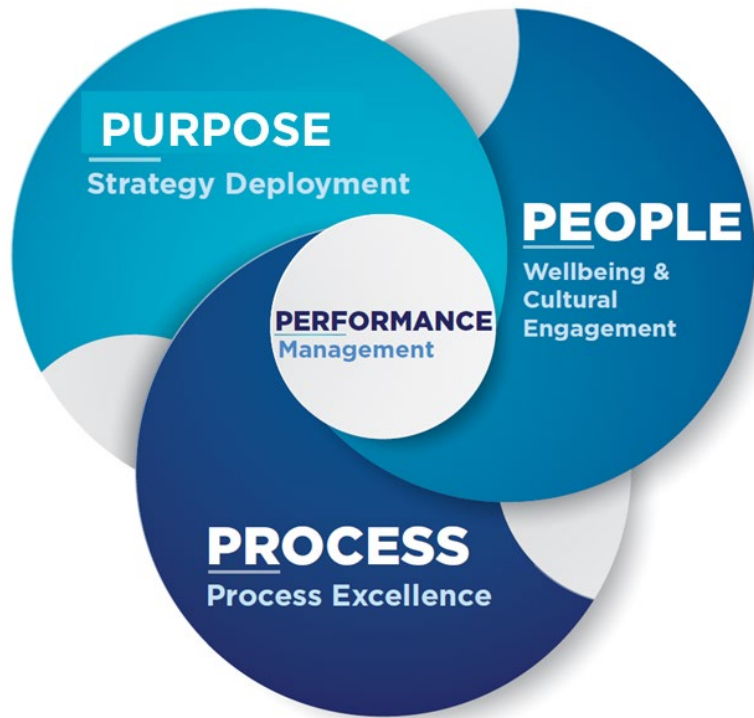 PURPOSE
Strategy Deployment
PEOPLE
Wellbeing &
Cultural
Engagement
PERFORMANCE
Management
PROCESS
Process Excellence